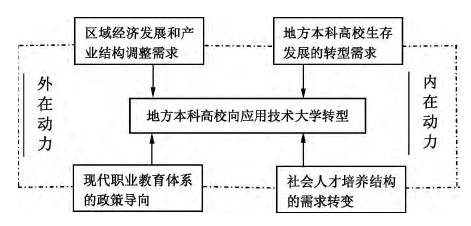 区域经济发展和产
业结构调整需求
地方本科高校生存
发展的转型需求
外在动力
内在动力
地方本科高校向应用技术大学转型
现代职业教育体系
的政策导向
社会人才培养结构
的需求转变